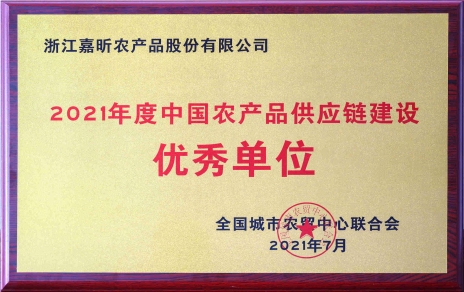 浙江嘉昕农产品股份有限公司
2021年度中国农产品供应链建设
优秀单位
全国城市农贸中心联合会
2021年7月